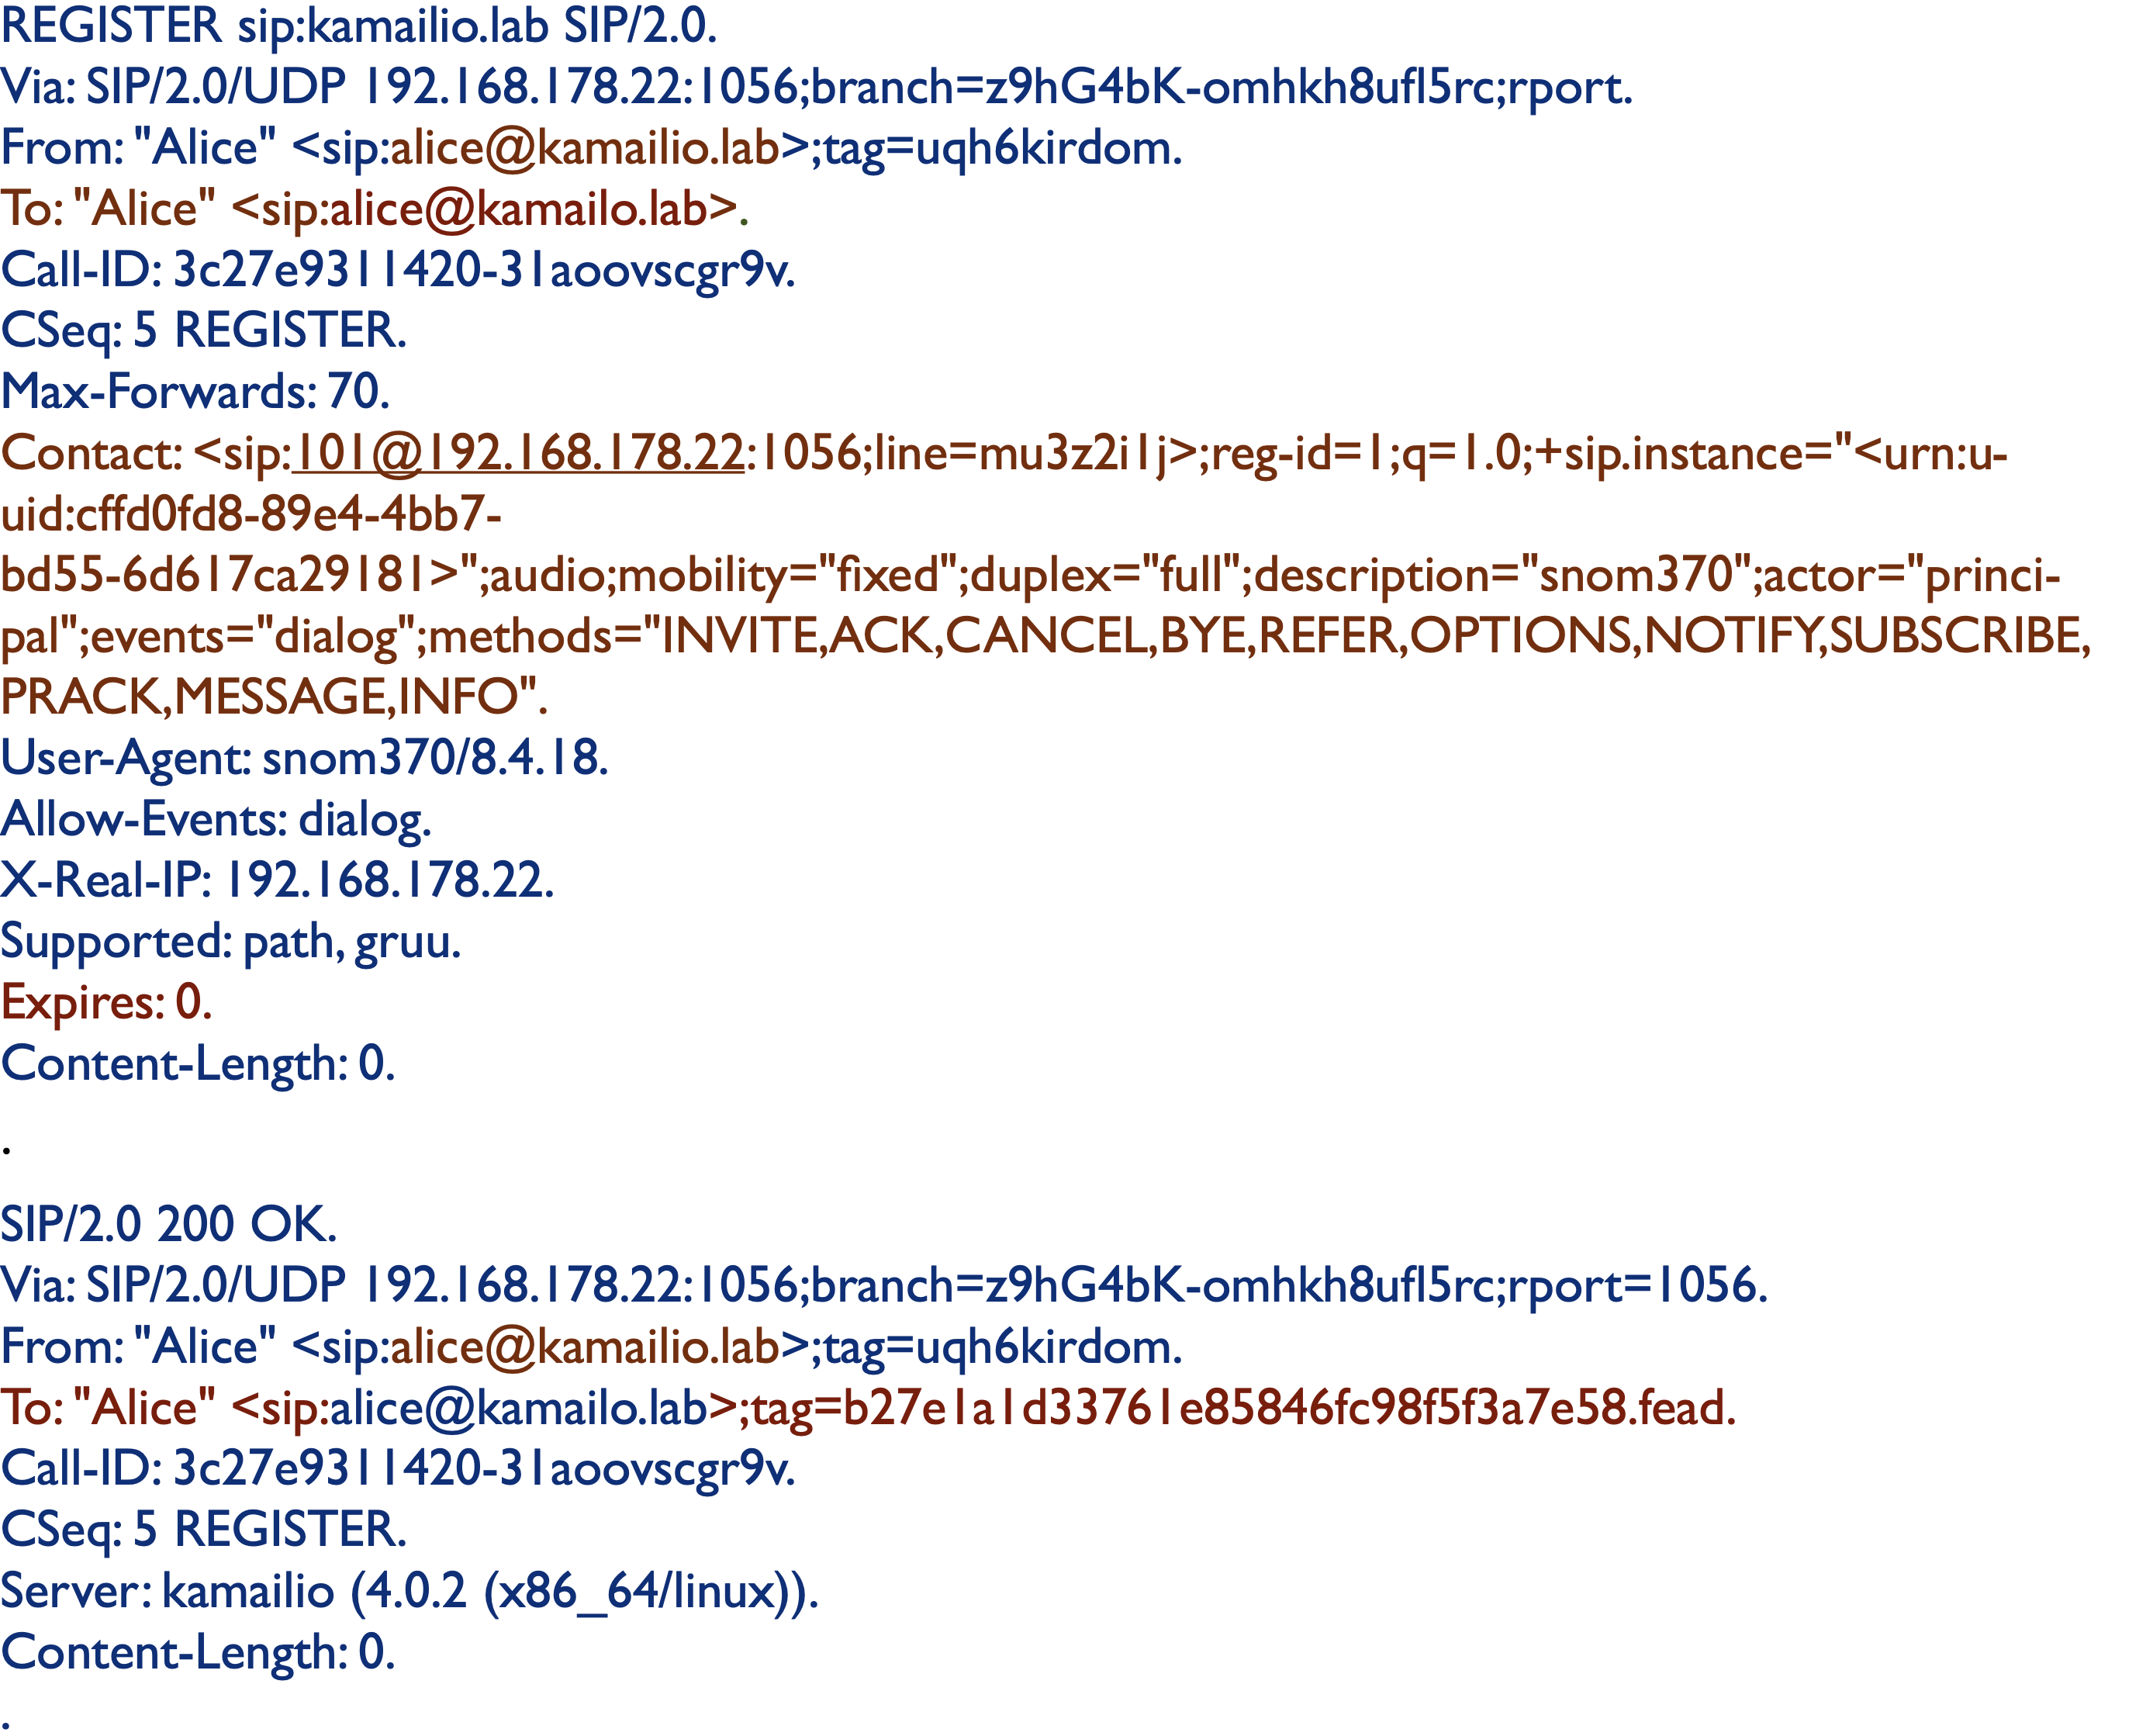 REGISTER sip:kamailio.lab SIP/2.0.
Via: SIP/2.0/UDP 192.168.178.22:1056;branch=z9hG4bK-omhkh8ufl5rc;rport.
From: "Alice" <sip:alice@kamailio.lab>;tag=uqh6kirdom.
To: "Alice" <sip:alice@kamailo.lab>.
Call-ID: 3c27e9311420-31aoovscgr9v.
CSeq: 5 REGISTER.
Max-Forwards: 70.
Contact: <sip:101@192.168.178.22:1056;line=mu3z2i1j>;reg-id=1;q=1.0;+sip.instance="<urn:u-
uid:cffd0fd8-89e4-4bb7-
bd55-6d617ca29181>";audio;mobility="fixed";duplex="full";description="snom370";actor="princi-
pal";events="dialog";methods="INVITE,ACK,CANCEL,BYE,REFER,OPTIONS,NOTIFY,SUBSCRIBE,
PRACK,MESSAGE,INFO".
User-Agent: snom370/8.4.18.
Allow-Events: dialog.
X-Real-IP: 192.168.178.22.
Supported: path, gruu.
Expires: 0.
Content-Length: 0.
.
SIP/2.0 200 OK.
Via: SIP/2.0/UDP 192.168.178.22:1056;branch=z9hG4bK-omhkh8ufl5rc;rport=1056.
From: "Alice" <sip:alice@kamailio.lab>;tag=uqh6kirdom.
To: "Alice" <sip:alice@kamailo.lab>;tag=b27e1a1d33761e85846fc98f5f3a7e58.fead.
Call-ID: 3c27e9311420-31aoovscgr9v.
CSeq: 5 REGISTER.
Server: kamailio (4.0.2 (x86_64/linux)).
Content-Length: 0.
.